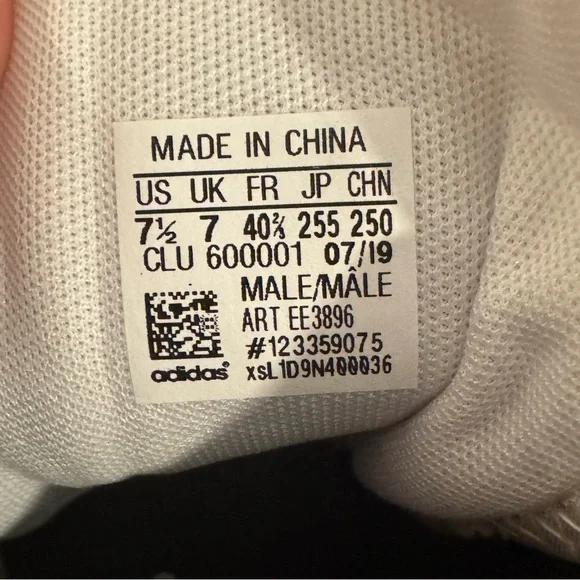 MADE IN CHINA
US UK FR JP CHN
7½ 7 40⅔ 255 250
CLU 600001 07/19
MALE/MÂLE
ART EE3896
#123359075
adidas® xsL1D9N400036